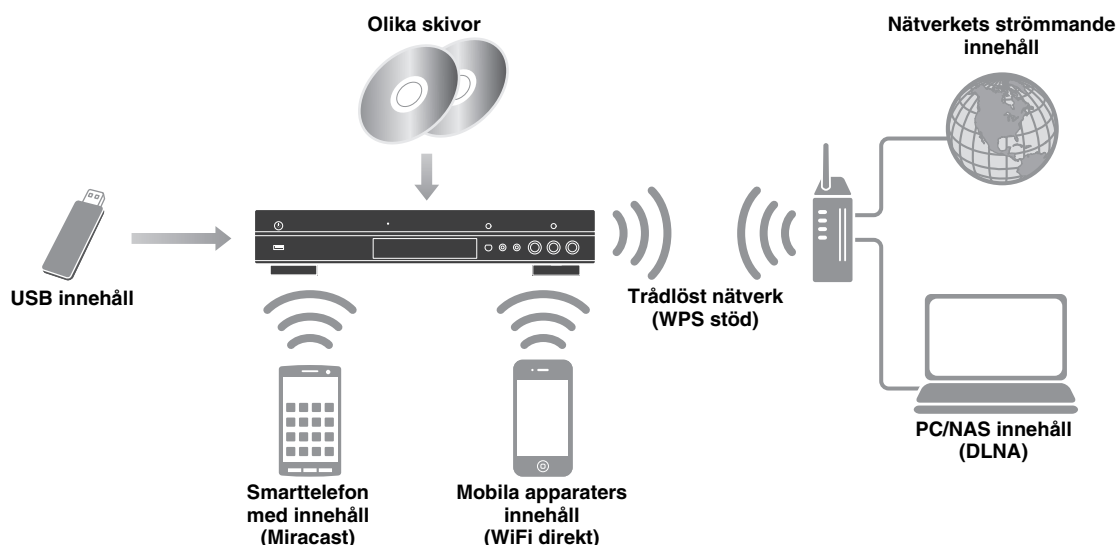 Olika skivor
Nätverkets strömmande
innehåll
USB innehåll
Trådlöst nätverk
(WPS stöd)
PC/NAS innehåll
(DLNA)
Smarttelefon
med innehåll
(Miracast)
Mobila apparaters
innehåll
(WiFi direkt)